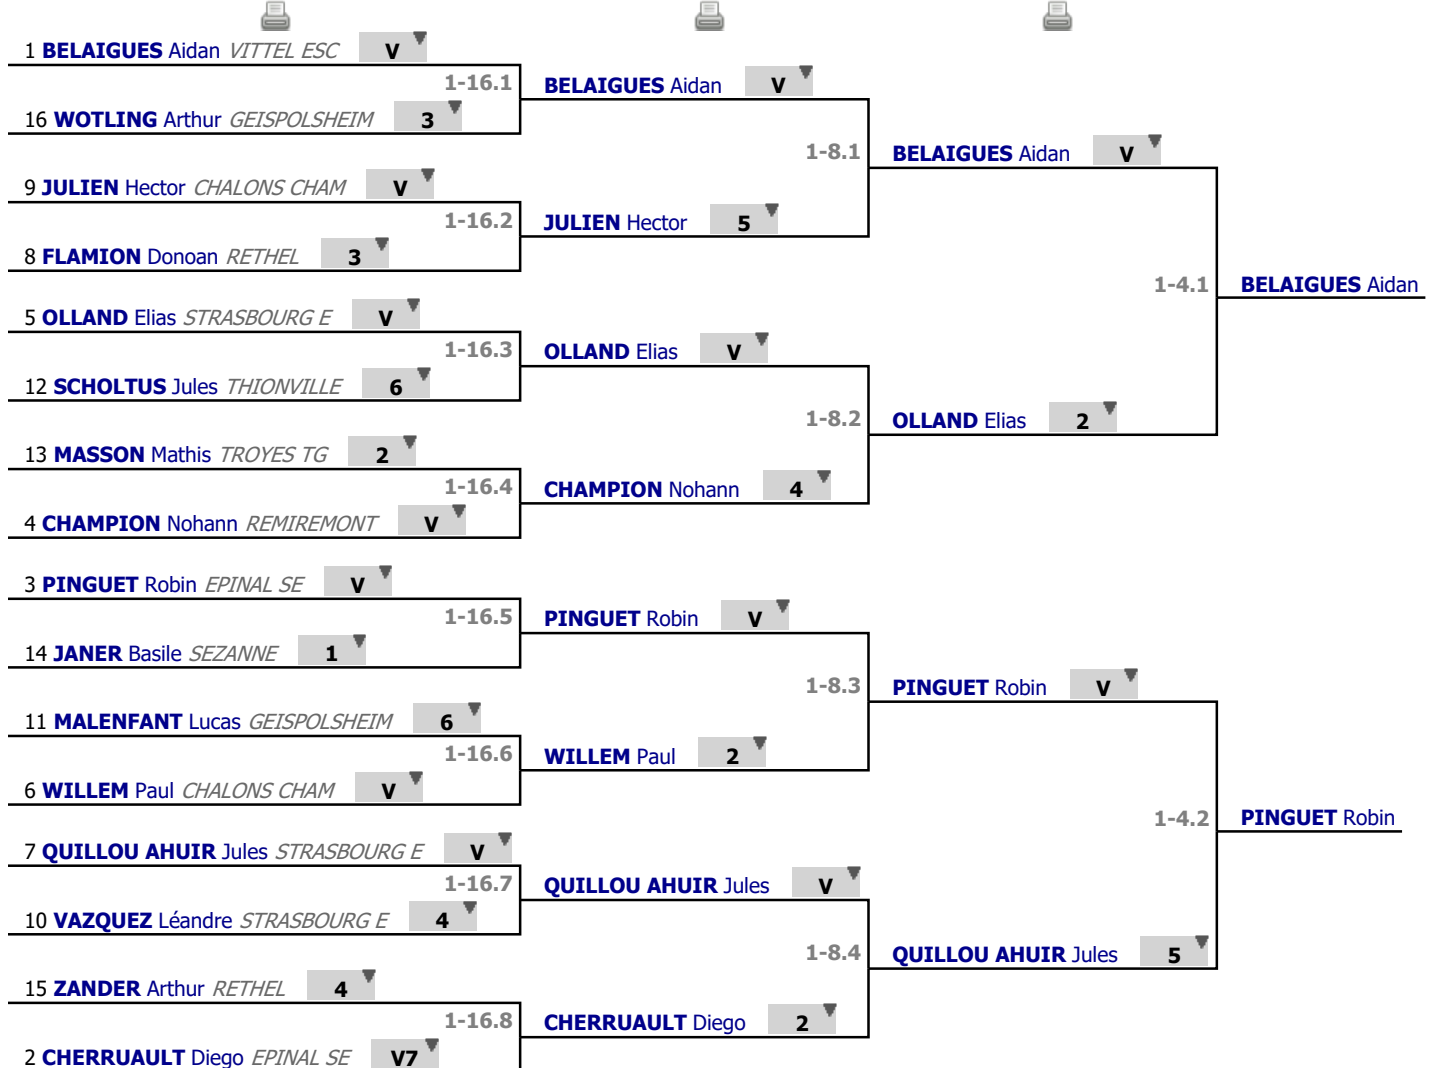 1 BELAIGUES Aidan VITTEL ESC V
1-16.1
16 WOTLING Arthur GEISPOLSHEIM 3
9 JULIEN Hector CHALONS CHAM V
1-16.2
8 FLAMION Donoan RETHEL 3
5 OLLAND Elias STRASBOURG E V
1-16.3
12 SCHOLTUS Jules THIONVILLE 6
13 MASSON Mathis TROYES TG 2
1-16.4
4 CHAMPION Nohann REMIREMONT V
3 PINGUET Robin EPINAL SE V
1-16.5
14 JANER Basile SEZANNE 1
11 MALENFANT Lucas GEISPOLSHEIM 6
1-16.6
6 WILLEM Paul CHALONS CHAM V
7 QUILLOU AHUIR Jules STRASBOURG E V
1-16.7
10 VAZQUEZ Léandre STRASBOURG E 4
15 ZANDER Arthur RETHEL 4
1-16.8
2 CHERRUAULT Diego EPINAL SE V7
BELAIGUES Aidan V
1-8.1
JULIEN Hector 5
OLLAND Elias V
1-8.2
CHAMPION Nohann 4
PINGUET Robin V
1-8.3
WILLEM Paul 2
QUILLOU AHUIR Jules V
1-8.4
CHERRUAULT Diego 2
BELAIGUES Aidan V
1-4.1
OLLAND Elias 2
PINGUET Robin V
1-4.2
QUILLOU AHUIR Jules 5
BELAIGUES Aidan
PINGUET Robin